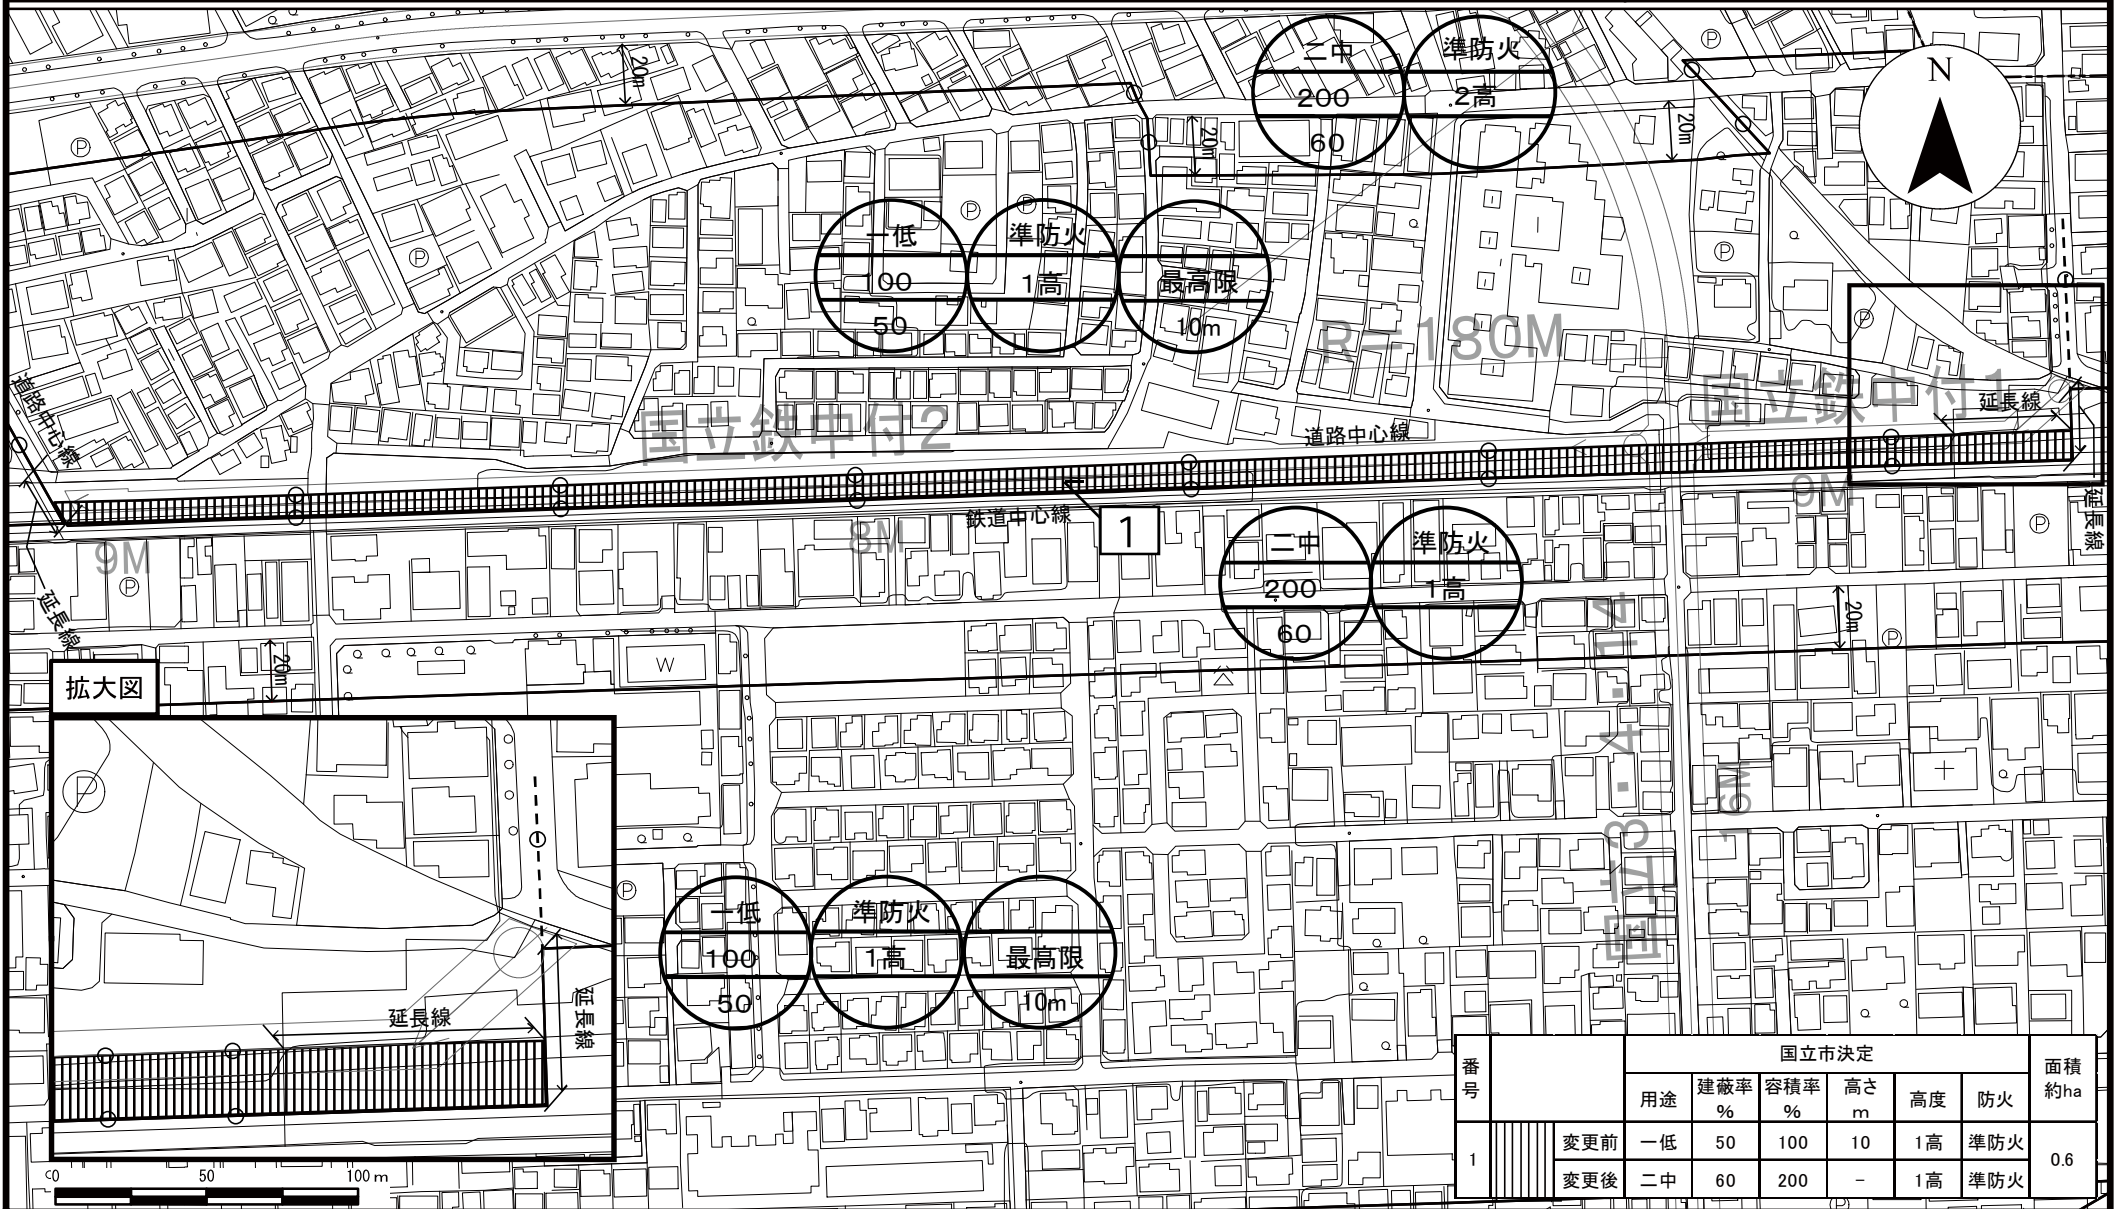 二中
200
60
準防火
2高
N
20m
20m
20m
一低
100
50
準防火
1高
最高限
10m
R=180M
国立鉄中付2
国立鉄中付1
延長線
道路中心線
道路中心線
延長線
9M
8M
9M
鉄道中心線
1
延長線
二中
200
60
準防火
1高
20m
20m
W
拡大図
P
延長線
延長線
国立3・4・14
16M
一低
100
50
準防火
1高
最高限
10m
0 50 100m
番号 国立市決定 面積約ha
用途 建蔽率% 容積率% 高さm 高度 防火
1 変更前 一低 50 100 10 1高 準防火 0.6
変更後 二中 60 200 - 1高 準防火